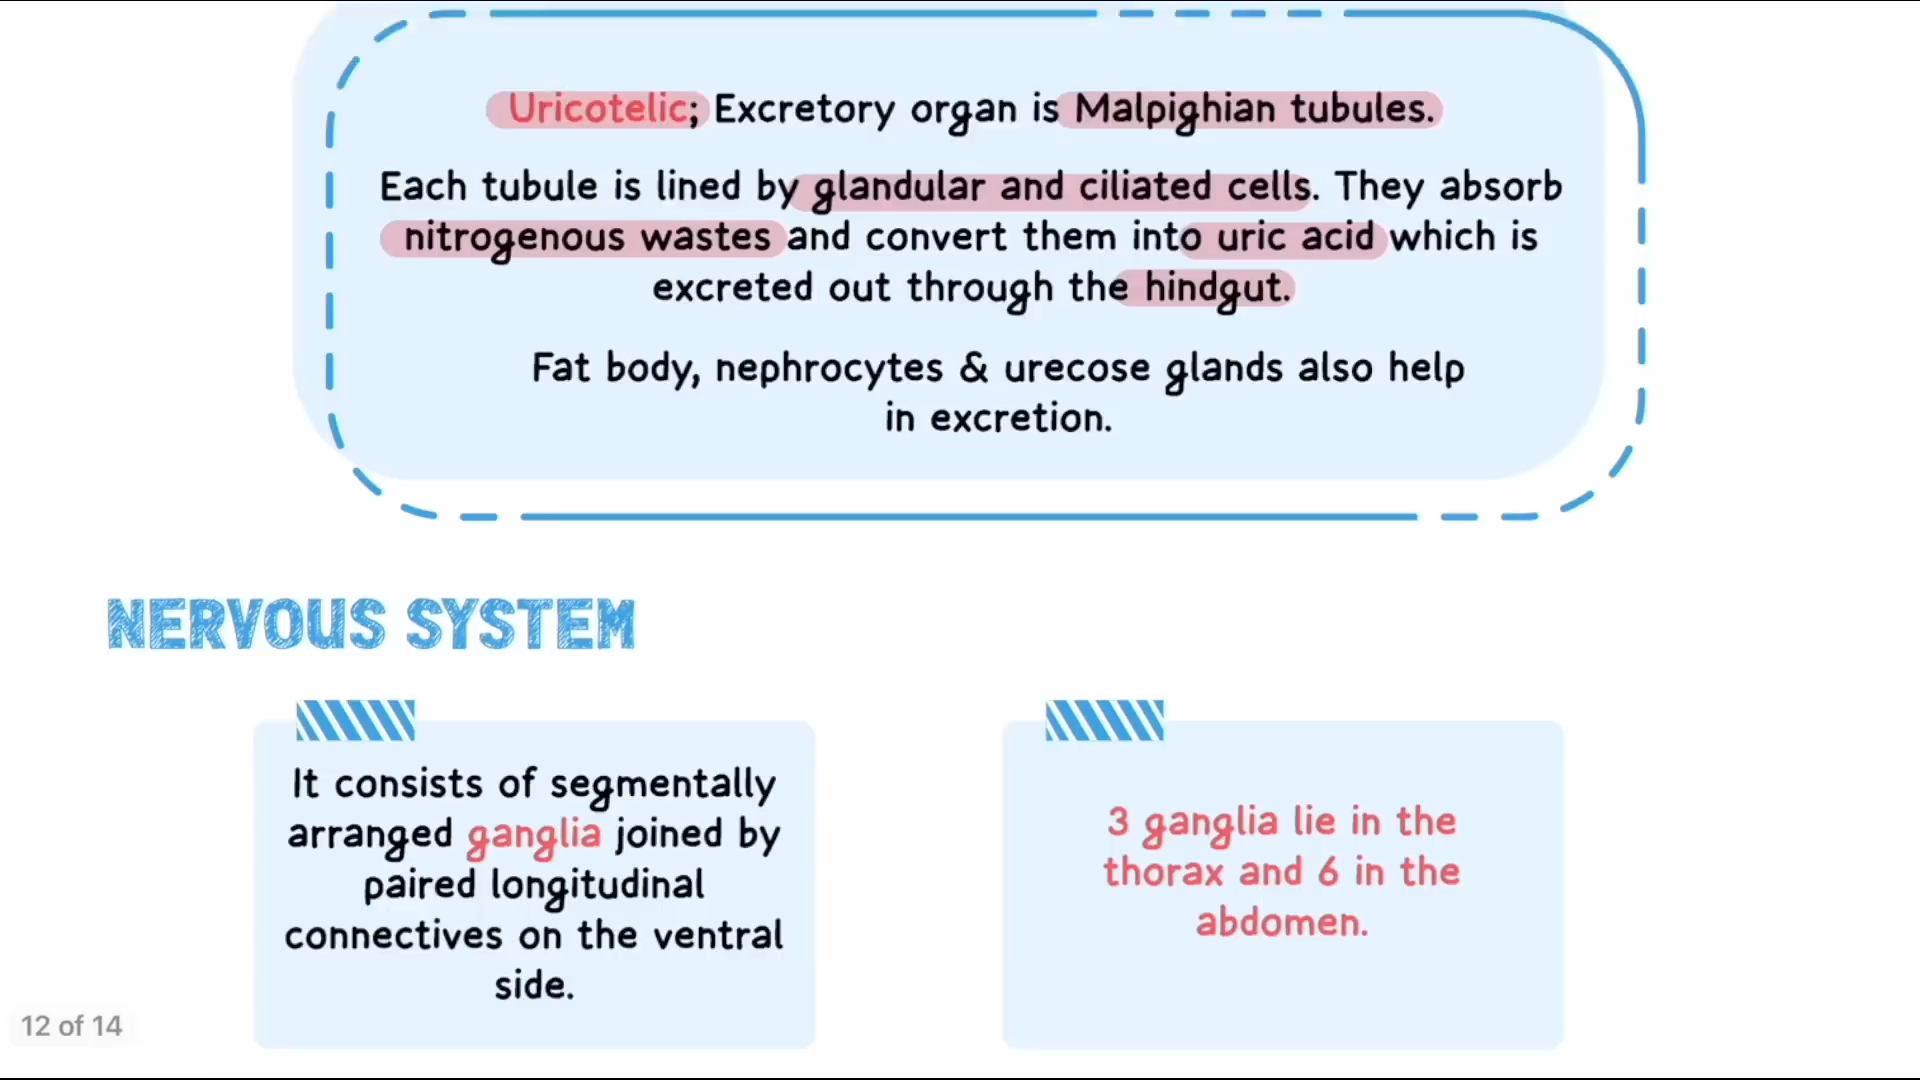 Uricotelic; Excretory organ is Malpighian tubules.
Each tubule is lined by glandular and ciliated cells. They absorb
nitrogenous wastes and convert them into uric acid which is
excreted out through the hindgut.
Fat body, nephrocytes & urecose glands also help
in excretion.
NERVOUS SYSTEM
It consists of segmentally
arranged ganglia joined by
paired longitudinal
connectives on the ventral
side.
3 ganglia lie in the
thorax and 6 in the
abdomen.
12 of 14